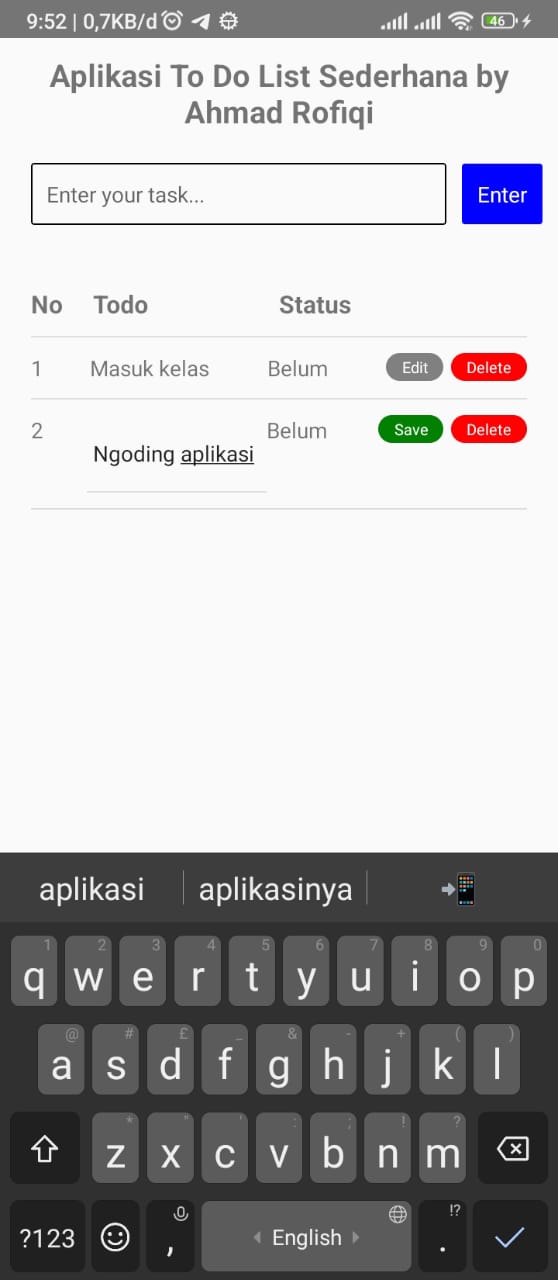 9:52 | 0,7KB/d 46
Aplikasi To Do List Sederhana by
Ahmad Rofiqi
Enter your task... Enter
No Todo Status
1 Masuk kelas Belum Edit Delete
2 Ngoding aplikasi Belum Save Delete
aplikasi aplikasinya
1 2 3 4 5 6 7 8 9 0
q w e r t y u i o p
@ # £ _ & - + ( )
a s d f g h j k l
* " ' : ; ! ?
z x c v b n m
!?
?123 , English .